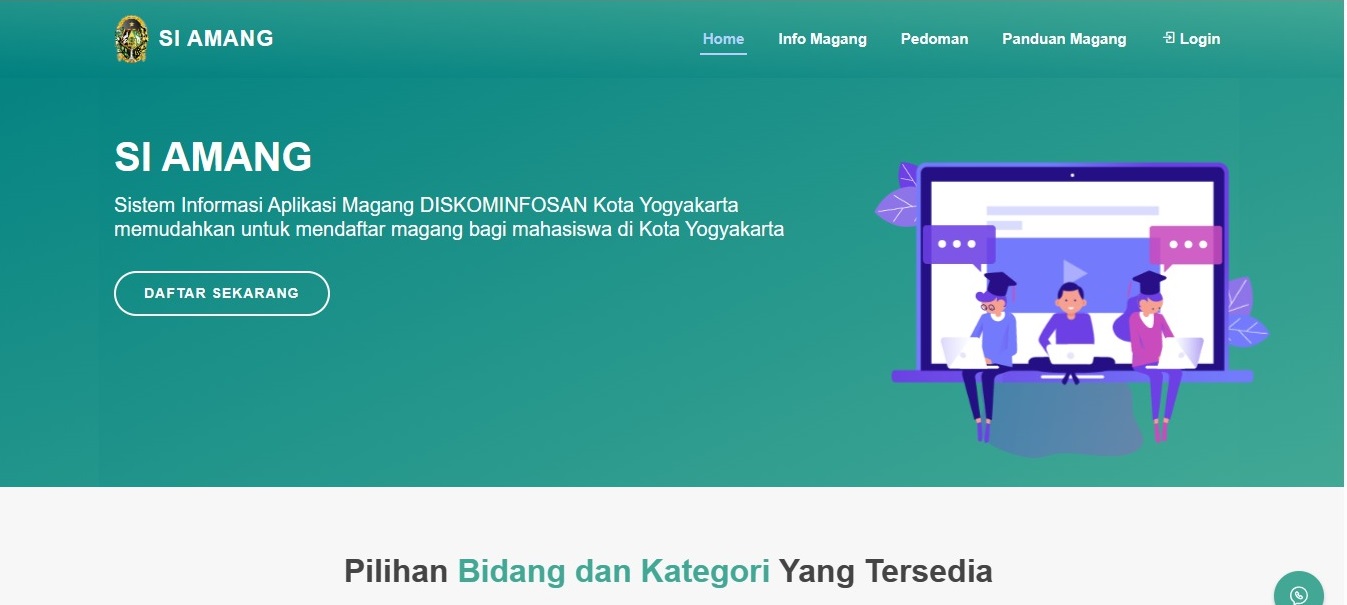 SI AMANG
Home
Info Magang
Pedoman
Panduan Magang
Login
SI AMANG
Sistem Informasi Aplikasi Magang DISKOMINFOSAN Kota Yogyakarta
memudahkan untuk mendaftar magang bagi mahasiswa di Kota Yogyakarta
DAFTAR SEKARANG
Pilihan Bidang dan Kategori Yang Tersedia